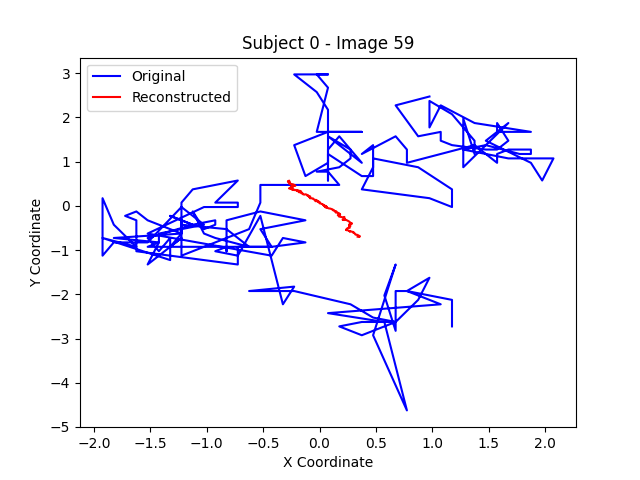 Subject 0 - Image 59
Original
Reconstructed
Y Coordinate
3
2
1
0
−1
−2
−3
−4
−5
−2.0 −1.5 −1.0 −0.5 0.0 0.5 1.0 1.5 2.0
X Coordinate